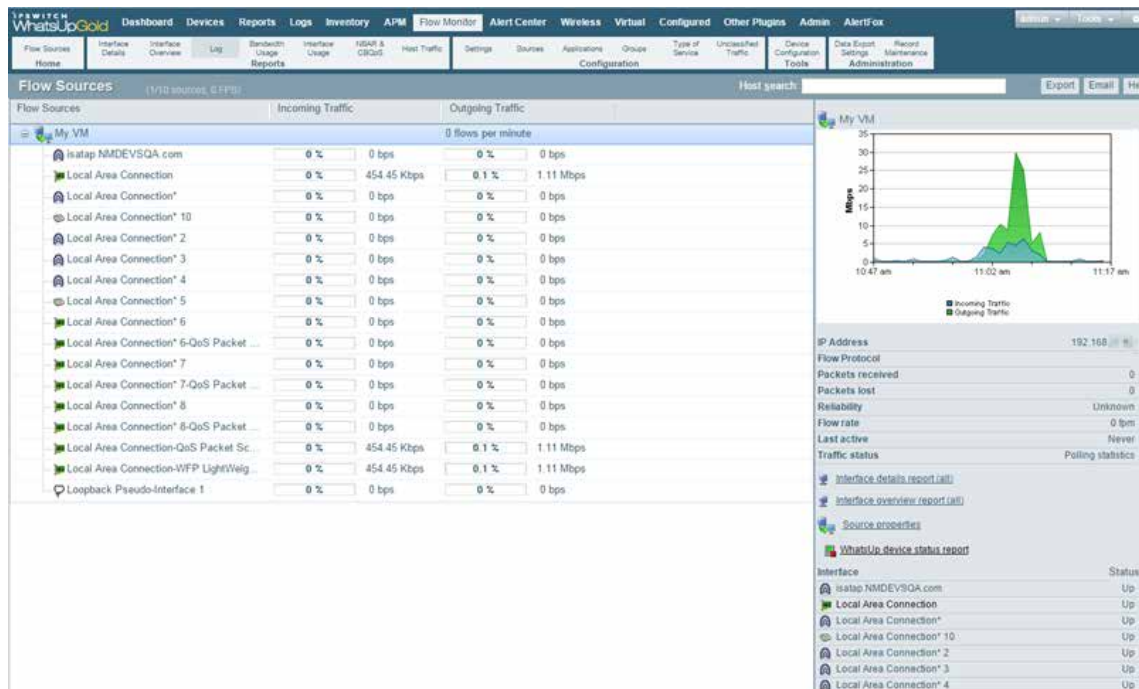 IPSWITCH
WhatsUpGold Dashboard Devices Reports Logs Inventory APM Flow Monitor Alert Center Wireless Virtual Configured Other Plugins Admin AlertFox admin Tools
Flow Sources Interface Details Interface Overview Log Bandwidth Usage Interface Usage NBAR & CBQoS Host Traffic Settings Sources Applications Groups Type of Service Unclassified Traffic Device Configuration Data Export Settings Record Maintenance
Home Reports Configuration Tools Administration
Flow Sources (1/10 sources, 0 FPS) Host search: Export Email He
Flow Sources Incoming Traffic Outgoing Traffic
My VM 0 flows per minute
isatap.NMDEVSQA.com 0 % 0 bps 0 % 0 bps
Local Area Connection 0 % 454.45 Kbps 0.1 % 1.11 Mbps
Local Area Connection* 0 % 0 bps 0 % 0 bps
Local Area Connection* 10 0 % 0 bps 0 % 0 bps
Local Area Connection* 2 0 % 0 bps 0 % 0 bps
Local Area Connection* 3 0 % 0 bps 0 % 0 bps
Local Area Connection* 4 0 % 0 bps 0 % 0 bps
Local Area Connection* 5 0 % 0 bps 0 % 0 bps
Local Area Connection* 6 0 % 0 bps 0 % 0 bps
Local Area Connection* 6-QoS Packet ... 0 % 0 bps 0 % 0 bps
Local Area Connection* 7 0 % 0 bps 0 % 0 bps
Local Area Connection* 7-QoS Packet ... 0 % 0 bps 0 % 0 bps
Local Area Connection* 8 0 % 0 bps 0 % 0 bps
Local Area Connection* 8-QoS Packet ... 0 % 0 bps 0 % 0 bps
Local Area Connection-QoS Packet Sc... 0 % 454.45 Kbps 0.1 % 1.11 Mbps
Local Area Connection-WFP LightWeig... 0 % 454.45 Kbps 0.1 % 1.11 Mbps
Loopback Pseudo-Interface 1 0 % 0 bps 0 % 0 bps
My VM
35
30
25
20
15
10
5
0
Mbps
10:47 am 11:02 am 11:17 am
Incoming Traffic
Outgoing Traffic
IP Address 192.168
Flow Protocol
Packets received 0
Packets lost 0
Reliability Unknown
Flow rate 0 fpm
Last active Never
Traffic status Polling statistics
Interface details report (all)
Interface overview report (all)
Source properties
WhatsUp device status report
Interface Status
isatap.NMDEVSQA.com Up
Local Area Connection Up
Local Area Connection* Up
Local Area Connection* 10 Up
Local Area Connection* 2 Up
Local Area Connection* 3 Up
Local Area Connection* 4 Up